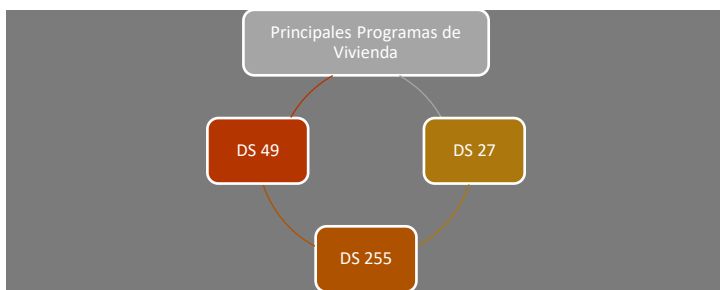 Principales Programas de
Vivienda
DS 49
DS 27
DS 255